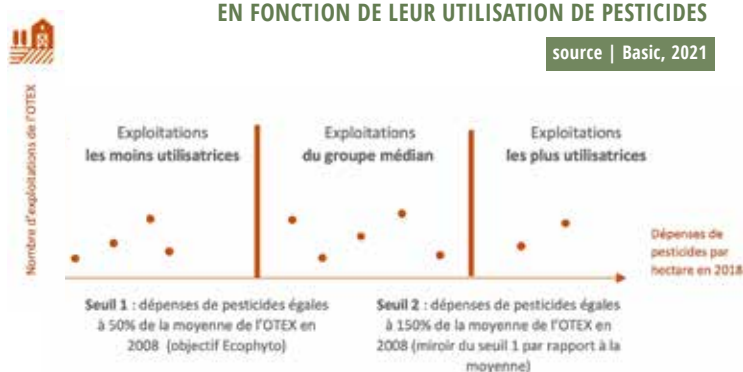 EN FONCTION DE LEUR UTILISATION DE PESTICIDES
source | Basic, 2021
Nombre d'exploitations de l'OTEX
Exploitations
les moins utilisatrices
Exploitations
du groupe médian
Exploitations
les plus utilisatrices
Dépenses de
pesticides par
hectare en 2018
Seuil 1 : dépenses de pesticides égales
à 50% de la moyenne de l'OTEX en
2008 (objectif Ecophyto)
Seuil 2 : dépenses de pesticides égales
à 150% de la moyenne de l'OTEX en
2008 (miroir du seuil 1 par rapport à la
moyenne)